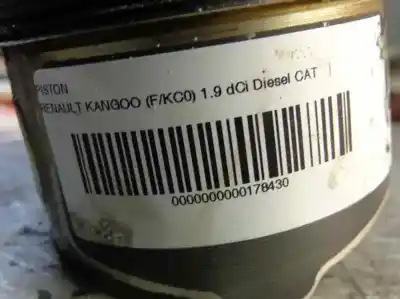 PISTON
RENAULT KANGOO (F/KC0) 1.9 dCi Diesel CAT |
0000000000178430